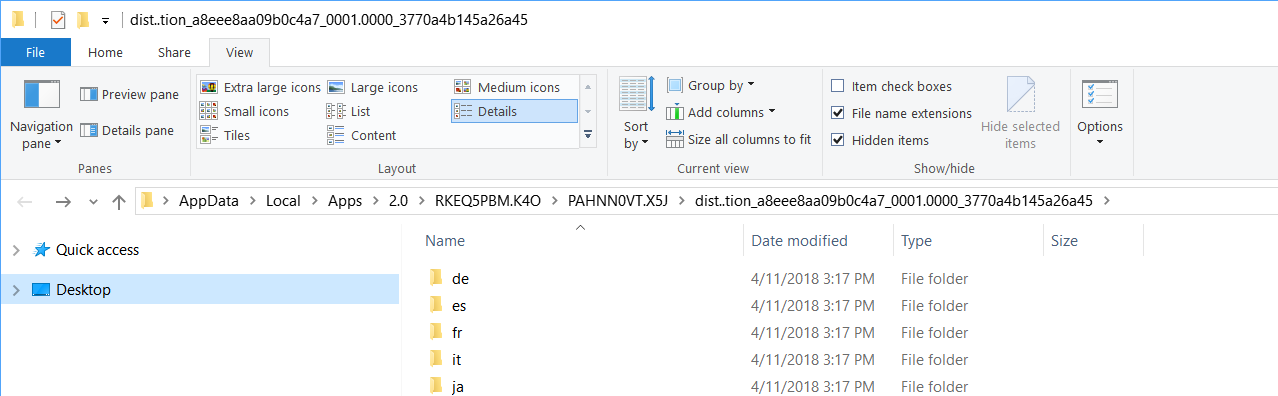 dist..tion_a8eee8aa09b0c4a7_0001.0000_3770a4b145a26a45
File Home Share View
Navigation pane
Preview pane
Details pane
Panes
Extra large icons Large icons Medium icons
Small icons List Details
Tiles Content
Layout
Sort by
Group by
Add columns
Size all columns to fit
Current view
Item check boxes
File name extensions
Hidden items
Hide selected items
Show/hide
Options
AppData Local Apps 2.0 RKEQ5PBM.K4O PAHNN0VT.X5J dist..tion_a8eee8aa09b0c4a7_0001.0000_3770a4b145a26a45
Quick access
Desktop
Name Date modified Type Size
de 4/11/2018 3:17 PM File folder
es 4/11/2018 3:17 PM File folder
fr 4/11/2018 3:17 PM File folder
it 4/11/2018 3:17 PM File folder
ja 4/11/2018 3:17 PM File folder